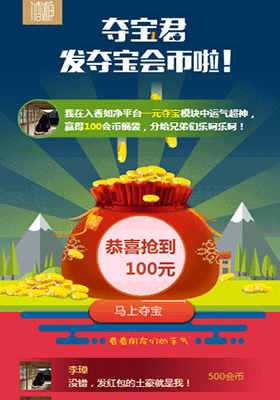 夺宝君
发夺宝会币啦！
我在入香如净平台一元夺宝模块中运气超神，
赢得100会币福袋，分给兄弟们乐呵乐呵！
恭喜抢到
100元
马上夺宝
看看朋友们的手气
李璋
500会币
没错，发红包的土豪就是我！